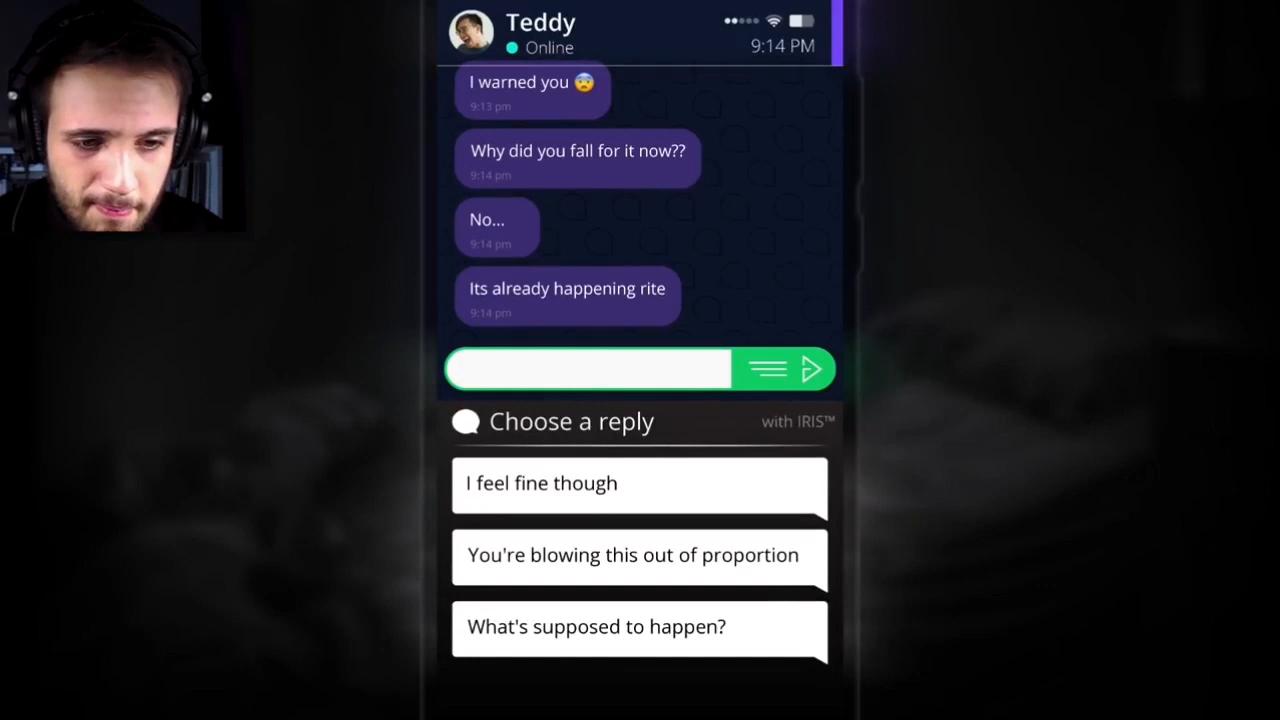 Teddy
Online
9:14 PM
I warned you 😨
9:13 pm
Why did you fall for it now??
9:14 pm
No...
9:14 pm
Its already happening rite
9:14 pm
Choose a reply
with IRIS™
I feel fine though
You're blowing this out of proportion
What's supposed to happen?